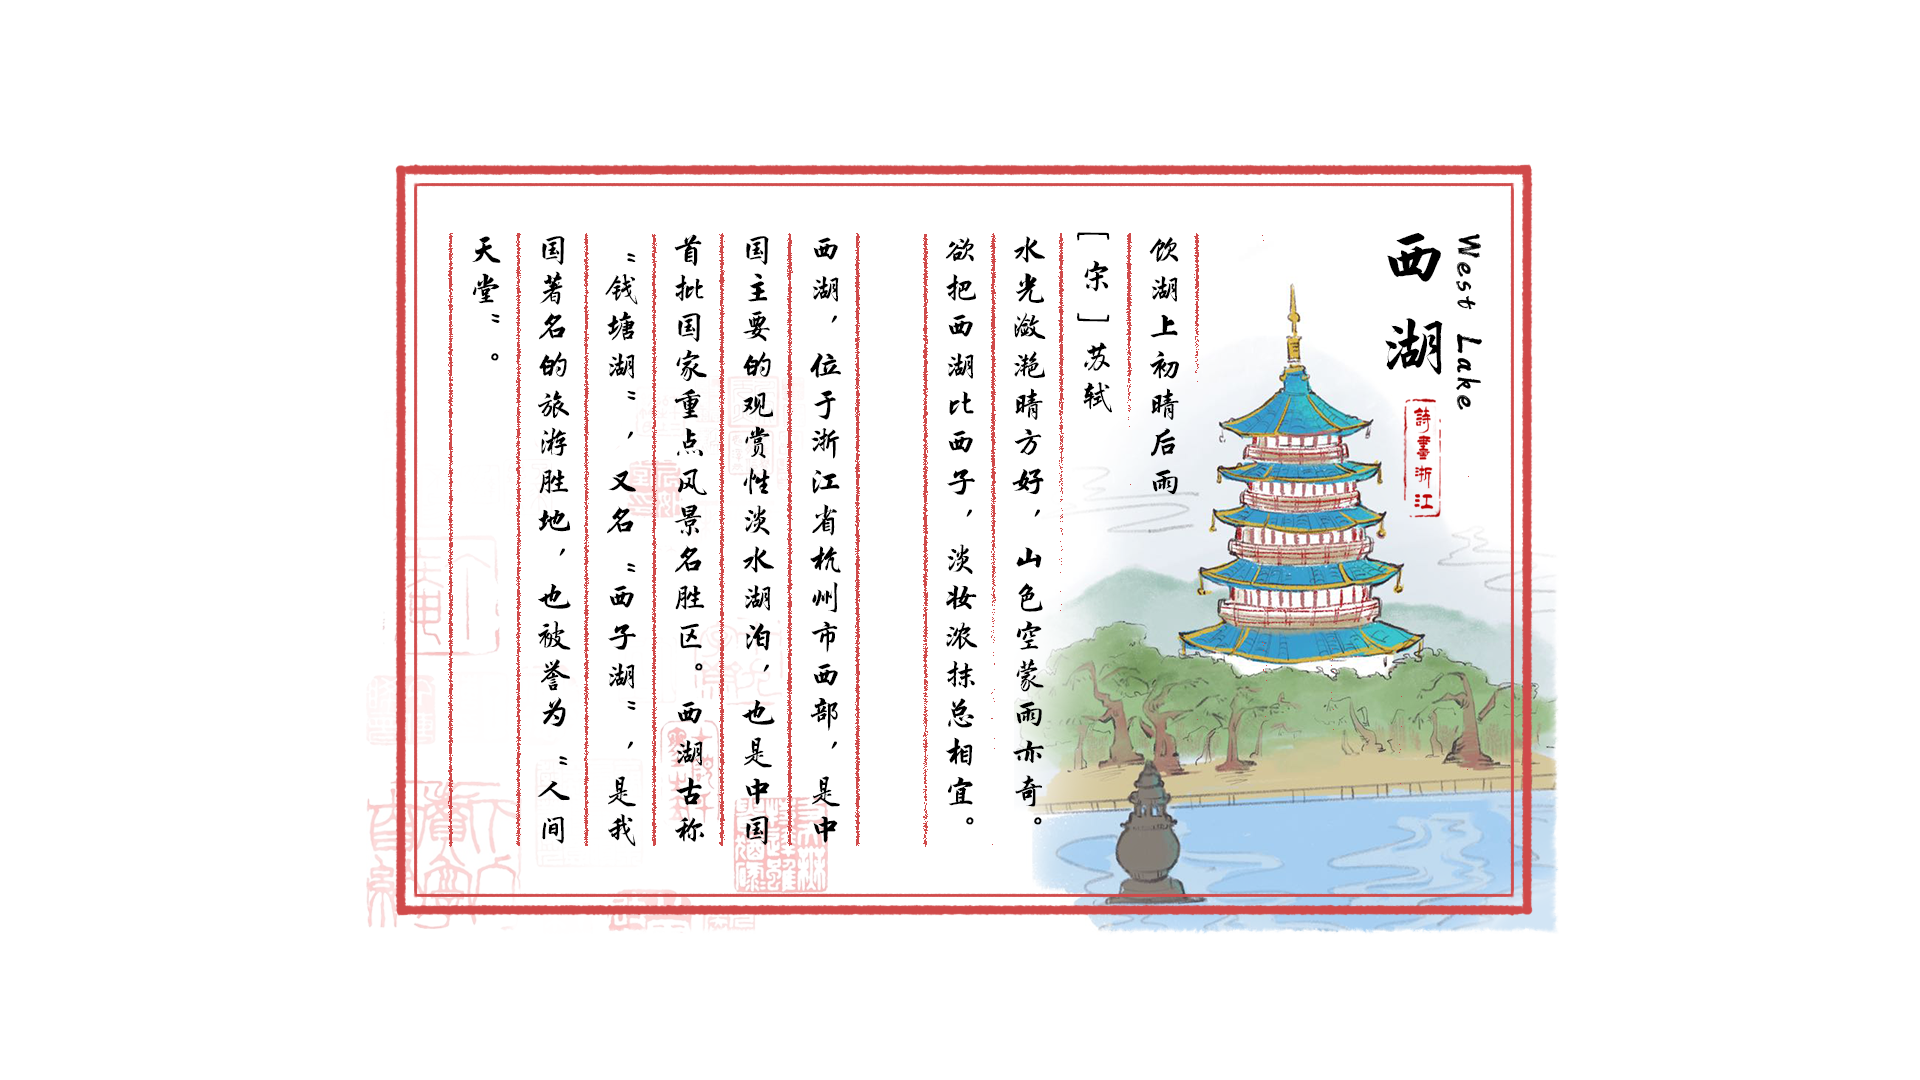 West Lake
西湖
詩書浙江
饮湖上初晴后雨
[宋]苏轼
水光潋滟晴方好，山色空蒙雨亦奇。
欲把西湖比西子，淡妆浓抹总相宜。
西湖，位于浙江省杭州市西部，是中
国主要的观赏性淡水湖泊，也是中国
首批国家重点风景名胜区。西湖古称
“钱塘湖”，又名“西子湖”，是我
国著名的旅游胜地，也被誉为“人间
天堂”。